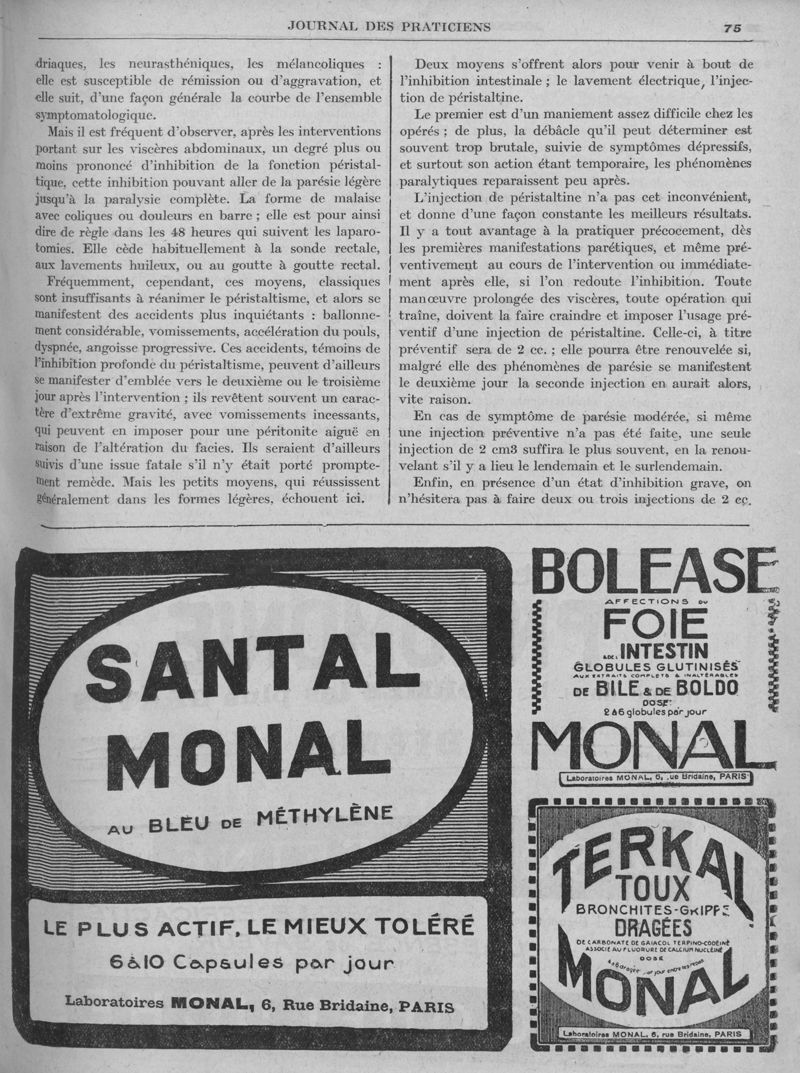 JOURNAL DES PRATICIENS 75
driaques, les neurasthéniques, les mélancoliques :
elle est susceptible de rémission ou d'aggravation, et
elle suit, d'une façon générale la courbe de l'ensemble
symptomatologique.
Mais il est fréquent d'observer, après les interventions
portant sur les viscères abdominaux, un degré plus ou
moins prononcé d'inhibition de la fonction péristal-
tique, cette inhibition pouvant aller de la parésie légère
jusqu'à la paralysie complète. La forme de malaise
avec coliques ou douleurs en barre ; elle est pour ainsi
dire de règle dans les 48 heures qui suivent les laparo-
tomies. Elle cède habituellement à la sonde rectale,
aux lavements huileux, ou au goutte à goutte rectal.
Fréquemment, cependant, ces moyens, classiques
sont insuffisants à réanimer le péristaltisme, et alors se
manifestent des accidents plus inquiétants : ballonne-
ment considérable, vomissements, accélération du pouls,
dyspnée, angoisse progressive. Ces accidents, témoins de
l'inhibition profonde du péristaltisme, peuvent d'ailleurs
se manifester d'emblée vers le deuxième ou le troisième
jour après l'intervention ; ils revêtent souvent un carac-
tère d'extrême gravité, avec vomissements incessants,
qui peuvent en imposer pour une péritonite aiguë en
raison de l'altération du facies. Ils seraient d'ailleurs
suivis d'une issue fatale s'il n'y était porté prompte-
ment remède. Mais les petits moyens, qui réussissent
généralement dans les formes légères, échouent ici.
Deux moyens s'offrent alors pour venir à bout de
l'inhibition intestinale ; le lavement électrique, l'injec-
tion de péristaltine.
Le premier est d'un maniement assez difficile chez les
opérés ; de plus, la débâcle qu'il peut déterminer est
souvent trop brutale, suivie de symptômes dépressifs,
et surtout son action étant temporaire, les phénomènes
paralytiques reparaissent peu après.
L'injection de péristaltine n'a pas cet inconvénient,
et donne d'une façon constante les meilleurs résultats.
Il y a tout avantage à la pratiquer précocement, dès
les premières manifestations parétiques, et même pré-
ventivement au cours de l'intervention ou immédiate-
ment après elle, si l'on redoute l'inhibition. Toute
manœuvre prolongée des viscères, toute opération qui
traîne, doivent la faire craindre et imposer l'usage pré-
ventif d'une injection de péristaltine. Celle-ci, à titre
préventif sera de 2 cc. ; elle pourra être renouvelée si,
malgré elle des phénomènes de parésie se manifestent
le deuxième jour la seconde injection en aurait alors,
vite raison.
En cas de symptôme de parésie modérée, si même
une injection préventive n'a pas été faite, une seule
injection de 2 cm3 suffira le plus souvent, en la renou-
velant s'il y a lieu le lendemain et le surlendemain.
Enfin, en présence d'un état d'inhibition grave, on
n'hésitera pas à faire deux ou trois injections de 2 cc.
SANTAL
MONAL
AU BLEU DE MÉTHYLÈNE
LE PLUS ACTIF, LE MIEUX TOLÉRÉ
6 à 10 Capsules par jour
Laboratoires MONAL, 6, Rue Bridaine, PARIS
BOLEASE
AFFECTIONS DU
FOIE
& DE L'INTESTIN
GLOBULES GLUTINISÉS
AUX EXTRAITS COMPLETS & INALTÉRABLES
DE BILE & DE BOLDO
DOSE:
2 à 6 globules par jour
MONAL
Laboratoires MONAL, 6, rue Bridaine, PARIS
TERKAL
TOUX
BRONCHITES-GRIPPE
DRAGÉES
DE CARBONATE DE GAIACOL TERPINO-CODÉINÉ
ASSOCIÉ AU FLUORURE DE CALCIUM NUCLÉINÉ
DOSE
dragées par jour entre les repas
MONAL
Laboratoires MONAL, 6, rue Bridaine, PARIS